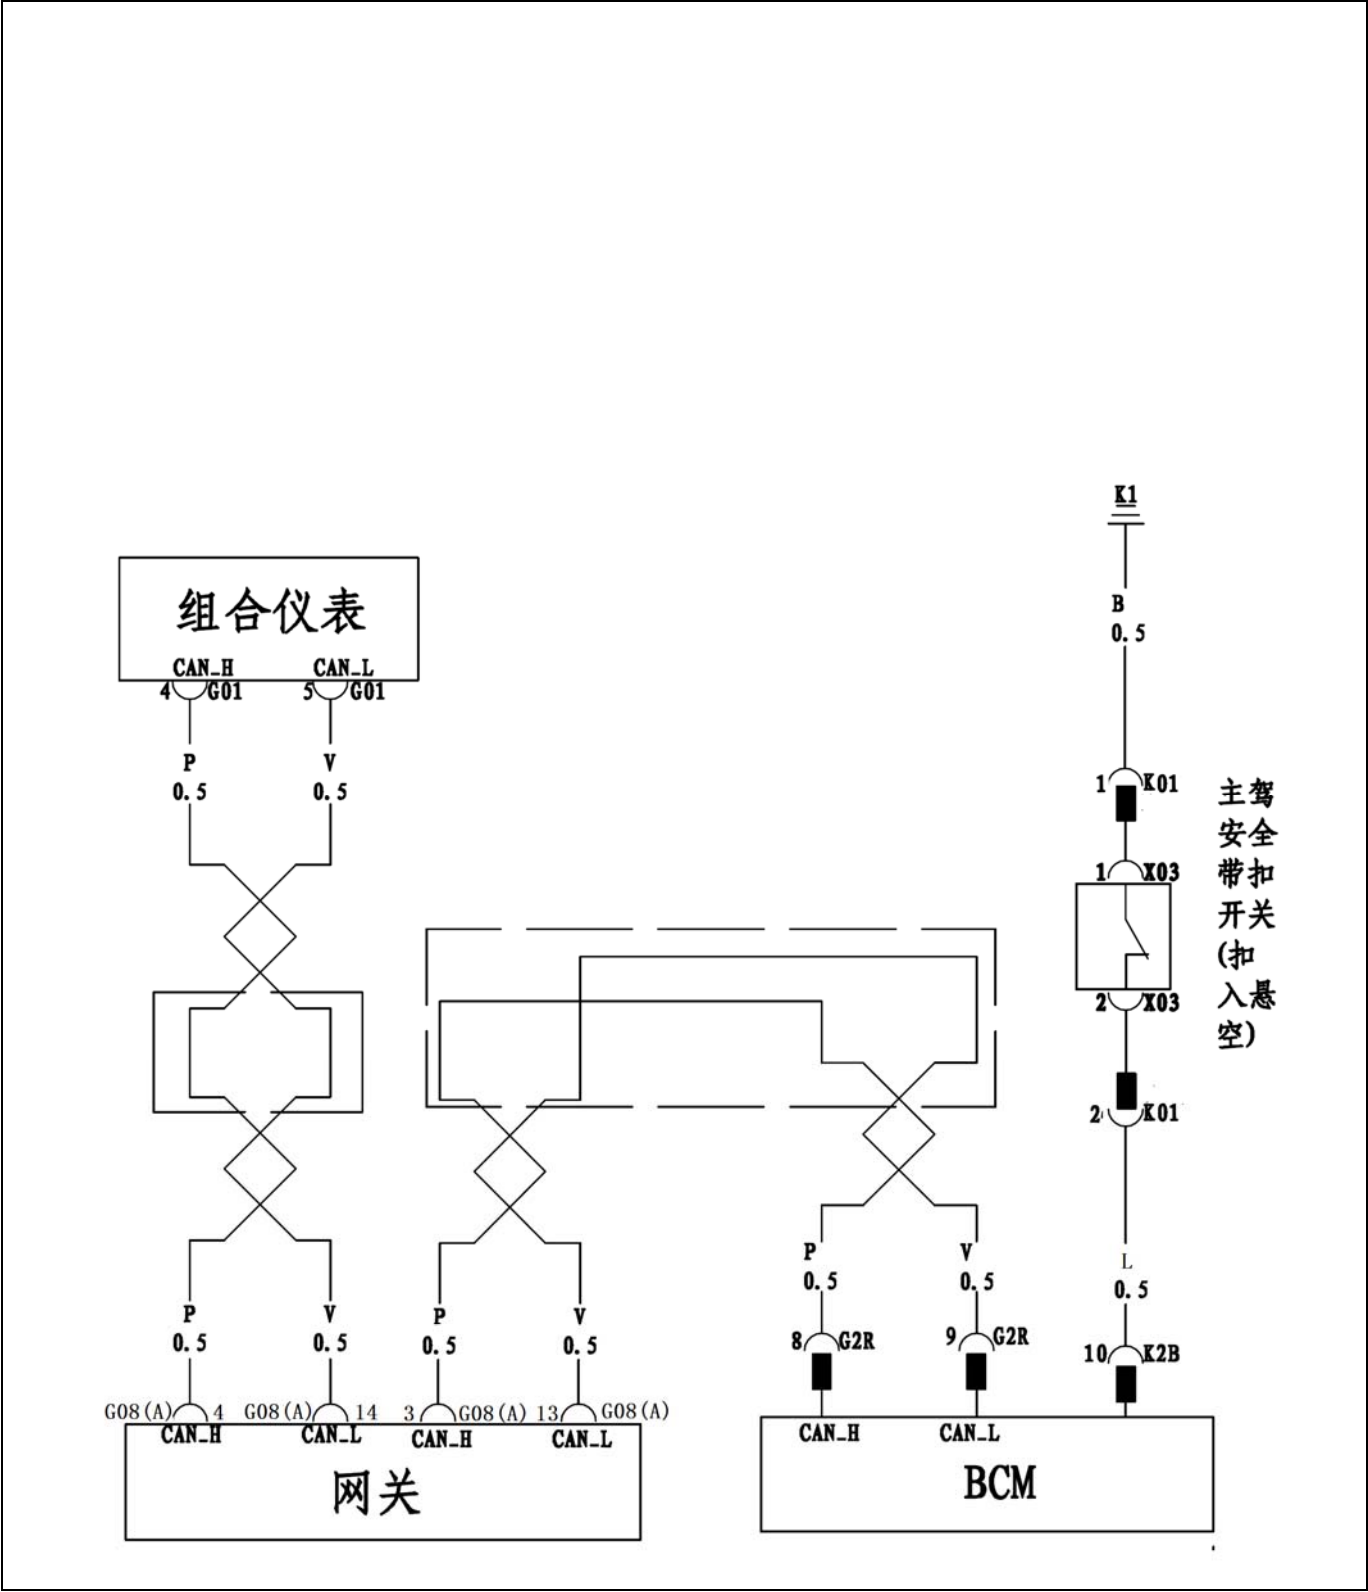 K1
B
0.5
组合仪表
CAN_H CAN_L
4 G01 5 G01
P V
0.5 0.5
1 K01
1 X03
主驾
安全
带扣
开关
(扣
入悬
空)
2 X03
2 K01
P V L
0.5 0.5 0.5
P V P V
0.5 0.5 0.5 0.5
8 G2R 9 G2R 10 K2B
G08(A) 4 G08(A) 14 3 G08(A) 13 G08(A)
CAN_H CAN_L CAN_H CAN_L CAN_H CAN_L
网关 BCM